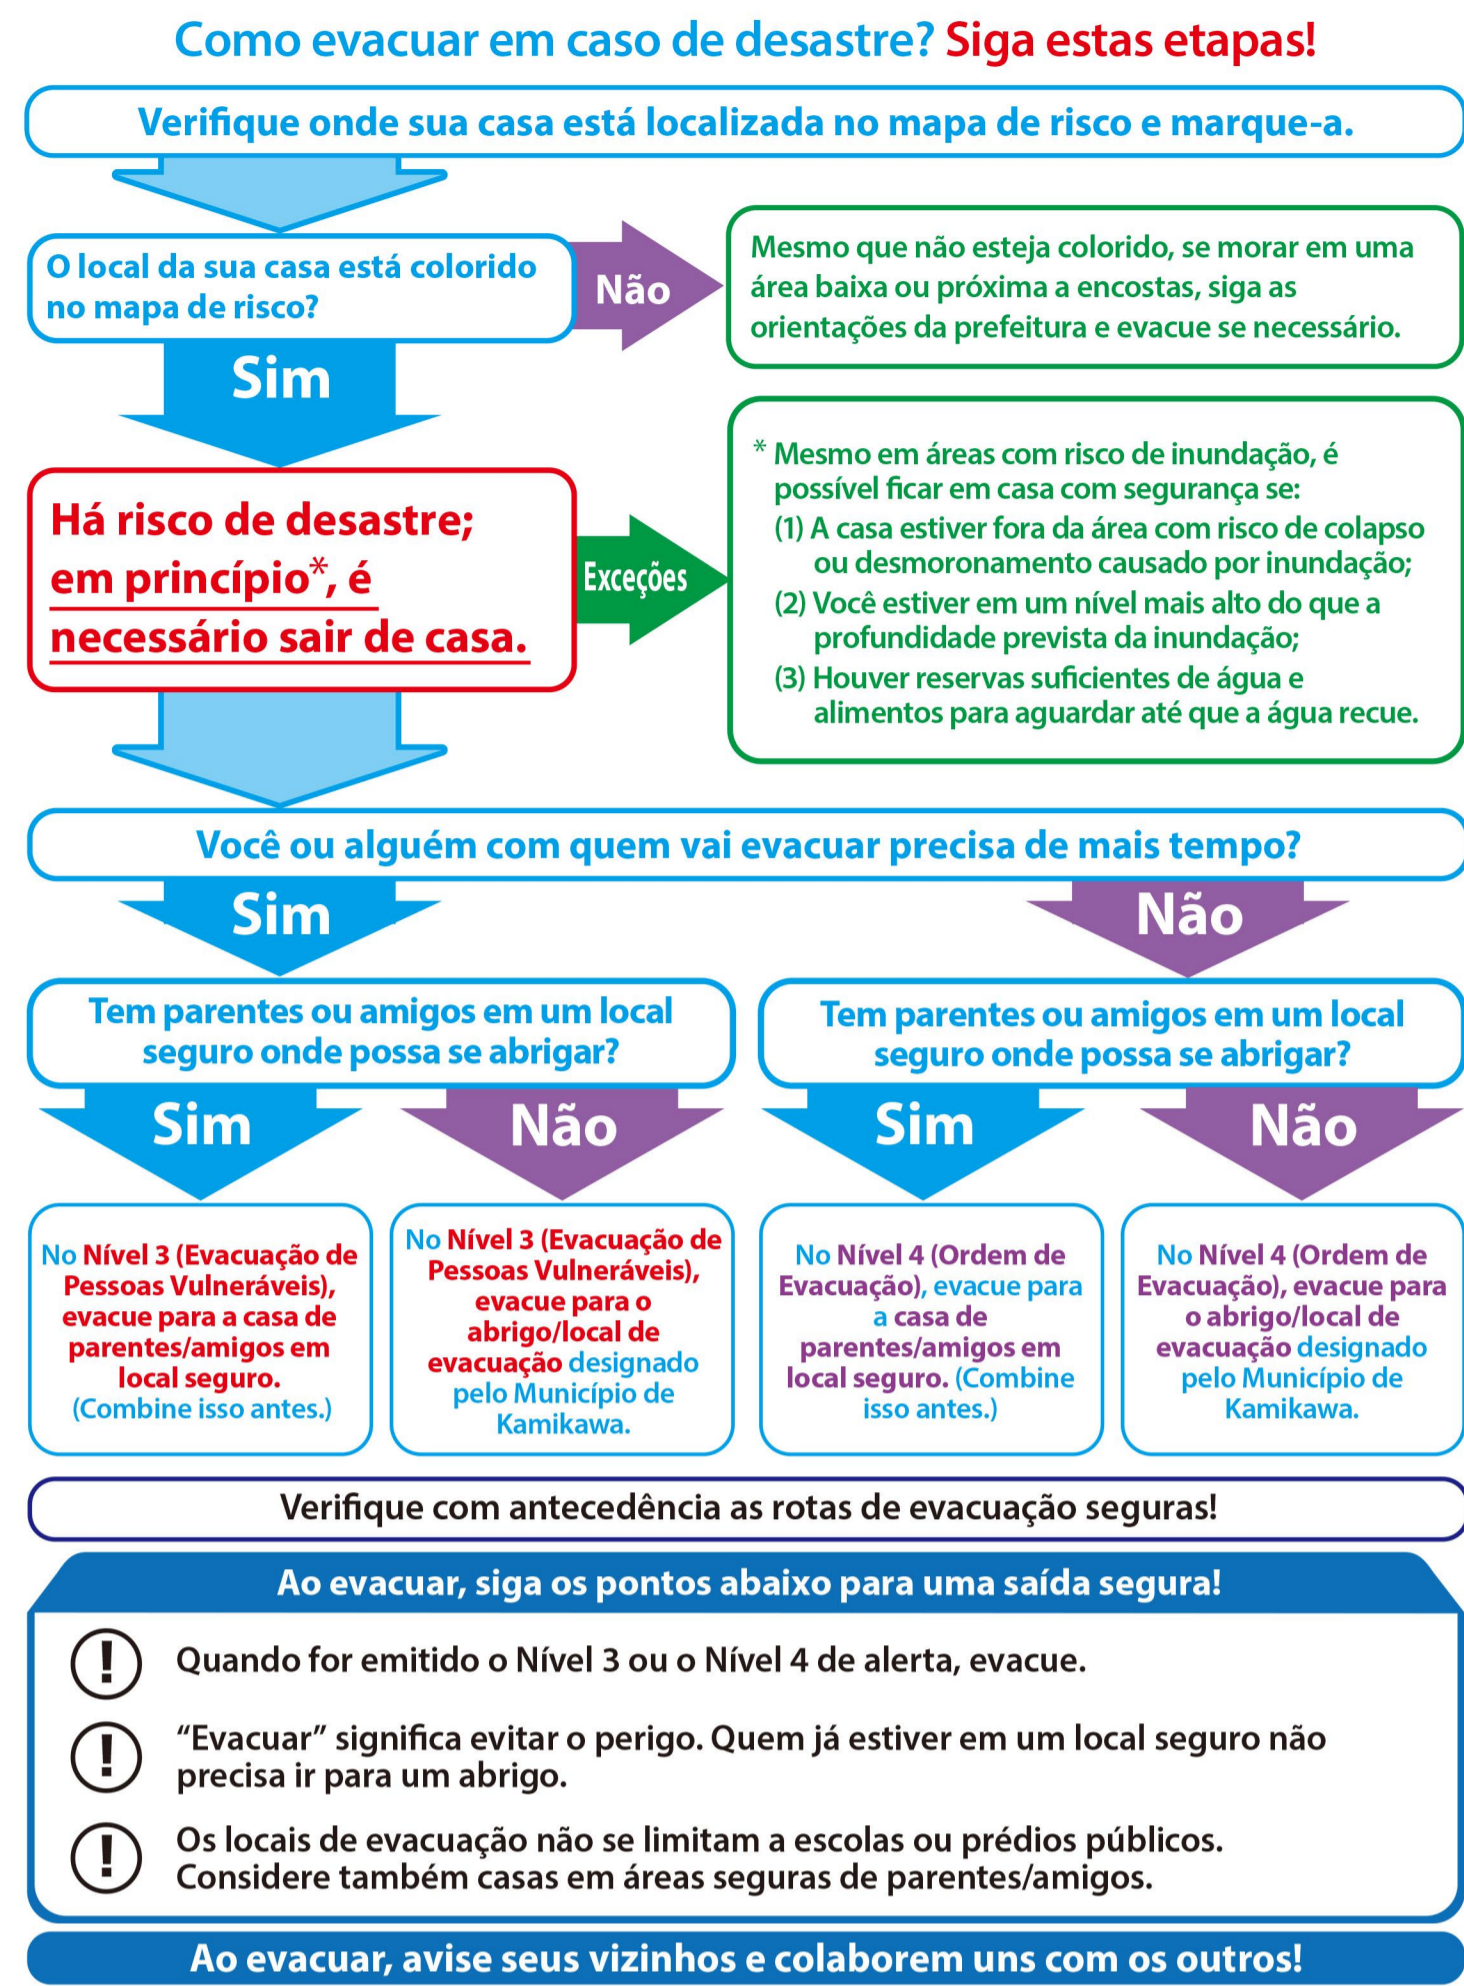 Como evacuar em caso de desastre? Siga estas etapas!
Verifique onde sua casa está localizada no mapa de risco e marque-a.
O local da sua casa está colorido
no mapa de risco?
Não
Mesmo que não esteja colorido, se morar em uma
área baixa ou próxima a encostas, siga as
orientações da prefeitura e evacue se necessário.
Sim
Há risco de desastre;
em princípio*, é
necessário sair de casa.
Exceções
* Mesmo em áreas com risco de inundação, é
possível ficar em casa com segurança se:
(1) A casa estiver fora da área com risco de colapso
ou desmoronamento causado por inundação;
(2) Você estiver em um nível mais alto do que a
profundidade prevista da inundação;
(3) Houver reservas suficientes de água e
alimentos para aguardar até que a água recue.
Você ou alguém com quem vai evacuar precisa de mais tempo?
Sim
Não
Tem parentes ou amigos em um local
seguro onde possa se abrigar?
Tem parentes ou amigos em um local
seguro onde possa se abrigar?
Sim
Não
Sim
Não
No Nível 3 (Evacuação de
Pessoas Vulneráveis),
evacue para a casa de
parentes/amigos em
local seguro.
(Combine isso antes.)
No Nível 3 (Evacuação de
Pessoas Vulneráveis),
evacue para o
abrigo/local de
evacuação designado
pelo Município de
Kamikawa.
No Nível 4 (Ordem de
Evacuação), evacue para
a casa de
parentes/amigos em
local seguro. (Combine
isso antes.)
No Nível 4 (Ordem de
Evacuação), evacue para
o abrigo/local de
evacuação designado
pelo Município de
Kamikawa.
Verifique com antecedência as rotas de evacuação seguras!
Ao evacuar, siga os pontos abaixo para uma saída segura!
! Quando for emitido o Nível 3 ou o Nível 4 de alerta, evacue.
! “Evacuar” significa evitar o perigo. Quem já estiver em um local seguro não
precisa ir para um abrigo.
! Os locais de evacuação não se limitam a escolas ou prédios públicos.
Considere também casas em áreas seguras de parentes/amigos.
Ao evacuar, avise seus vizinhos e colaborem uns com os outros!